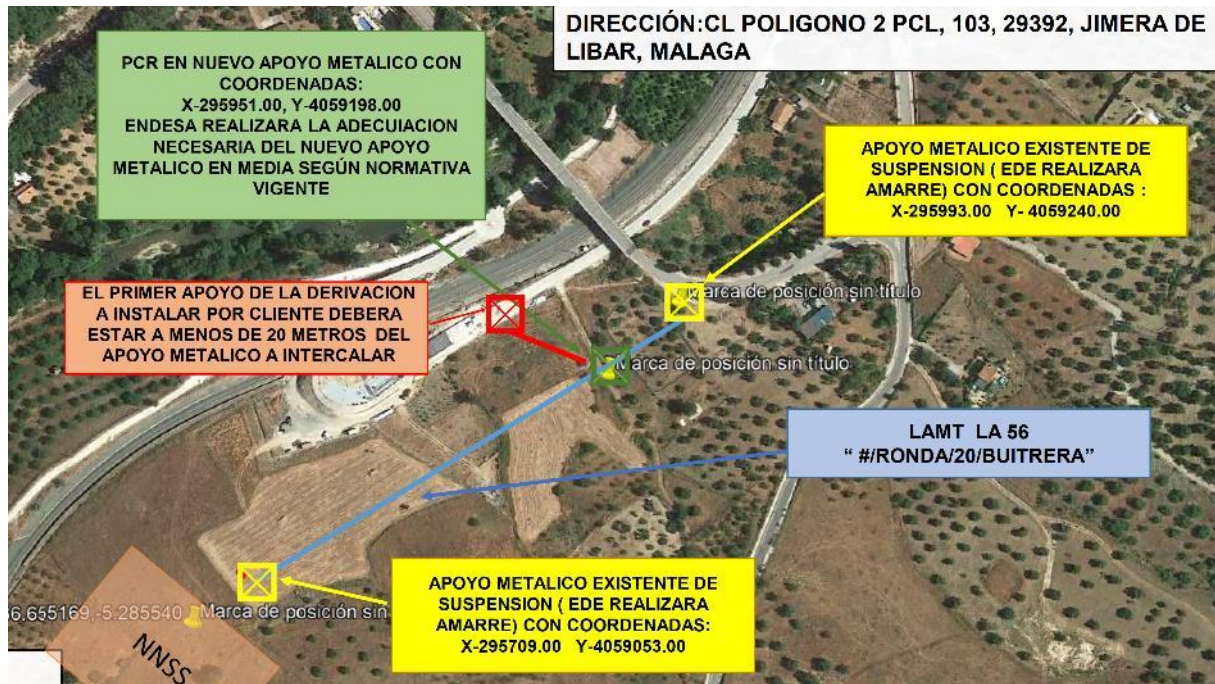 DIRECCIÓN:CL POLIGONO 2 PCL, 103, 29392, JIMERA DE
LIBAR, MALAGA
PCR EN NUEVO APOYO METALICO CON
COORDENADAS:
X-295951.00, Y-4059198.00
ENDESA REALIZARA LA ADECUIACION
NECESARIA DEL NUEVO APOYO
METALICO EN MEDIA SEGÚN NORMATIVA
VIGENTE
APOYO METALICO EXISTENTE DE
SUSPENSION ( EDE REALIZARA
AMARRE) CON COORDENADAS :
X-295993.00 Y- 4059240.00
EL PRIMER APOYO DE LA DERIVACION
A INSTALAR POR CLIENTE DEBERA
ESTAR A MENOS DE 20 METROS DEL
APOYO METALICO A INTERCALAR
Marca de posición sin título
Marca de posición sin título
LAMT LA 56
“ #/RONDA/20/BUITRERA”
APOYO METALICO EXISTENTE DE
SUSPENSION ( EDE REALIZARA
AMARRE) CON COORDENADAS:
X-295709.00 Y-4059053.00
6.655169,-5.285540 Marca de posición sin
NNSS